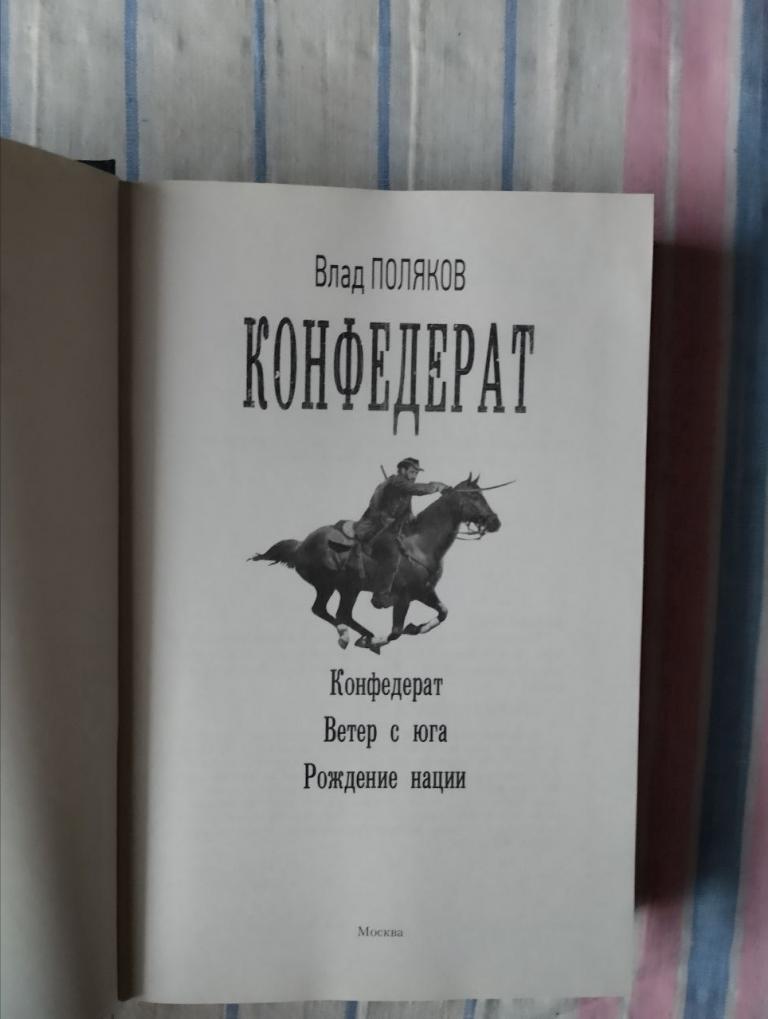 Влад ПОЛЯКОВ
КОНФЕДЕРАТ
Конфедерат
Ветер с юга
Рождение нации
Москва